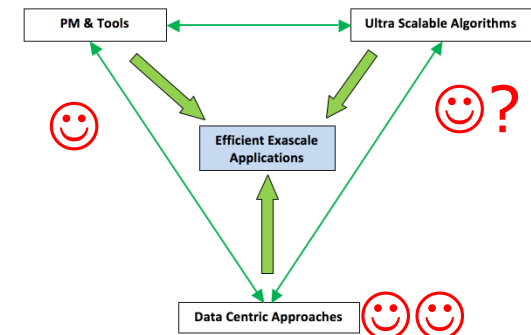 PM & Tools
Ultra Scalable Algorithms
?
Efficient Exascale
Applications
Data Centric Approaches